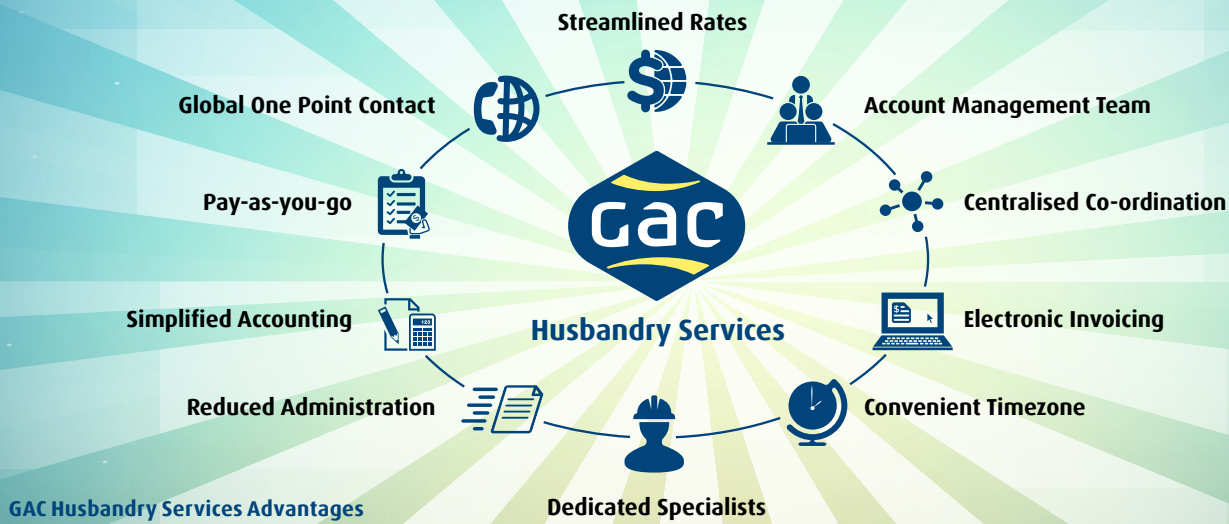 Streamlined Rates
Global One Point Contact
Account Management Team
Pay-as-you-go
Centralised Co-ordination
GAC
Simplified Accounting
Electronic Invoicing
Husbandry Services
Reduced Administration
Convenient Timezone
Dedicated Specialists
GAC Husbandry Services Advantages
$
$
123